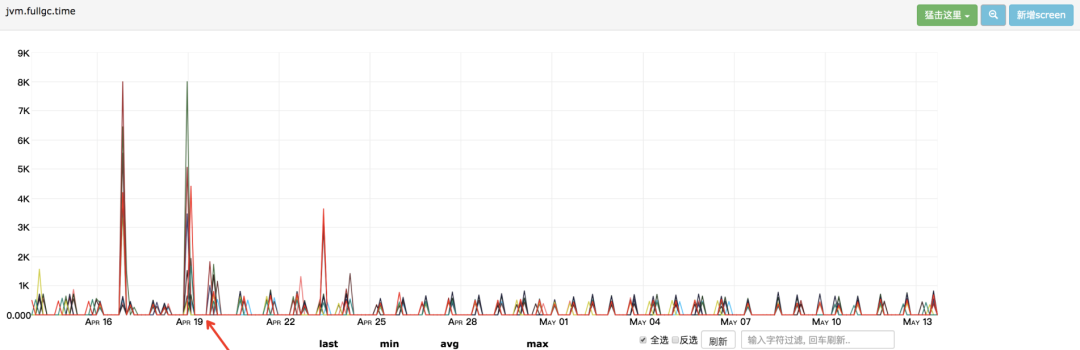 jvm.fullgc.time
猛击这里 新增screen
9K
8K
7K
6K
5K
4K
3K
2K
1K
0.000
APR 16 APR 19 APR 22 APR 25 APR 28 MAY 01 MAY 04 MAY 07 MAY 10 MAY 13
last min avg max
全选 反选 刷新 输入字符过滤, 回车刷新..